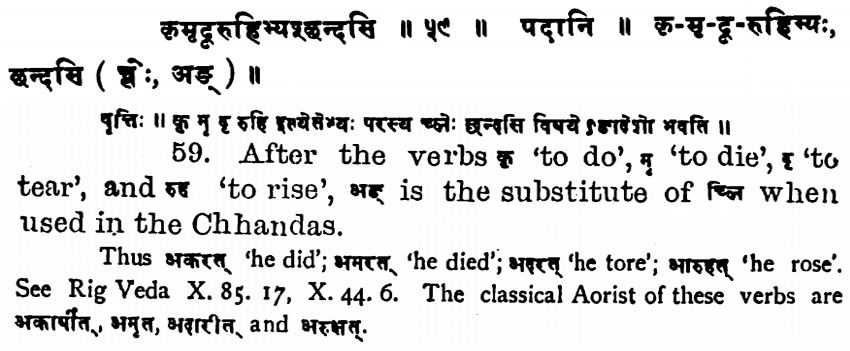 कृमृदृरुहिभ्यश्छन्दसि ॥ ५९ ॥ पदानि ॥ कृ-मृ-दृ-रुहिभ्यः,
छन्दसि ( च्लेः, अङ् ) ॥
वृत्तिः ॥ कृ मृ दृ रुहि इत्येतेभ्यः परस्य च्लेः छन्दसि विषये ऽङादेशो भवति ॥
59. After the verbs कृ 'to do', मृ 'to die', दृ 'to
tear', and रुह 'to rise', अङ् is the substitute of च्लि when
used in the Chhandas.
Thus अकरत् 'he did'; अमरत् 'he died'; अदरत् 'he tore'; आरुहत् 'he rose'.
See Rig Veda X. 85. 17, X. 44. 6. The classical Aorist of these verbs are
अकार्षीत्, अमृत, अदारीत् and अरुक्षत्.